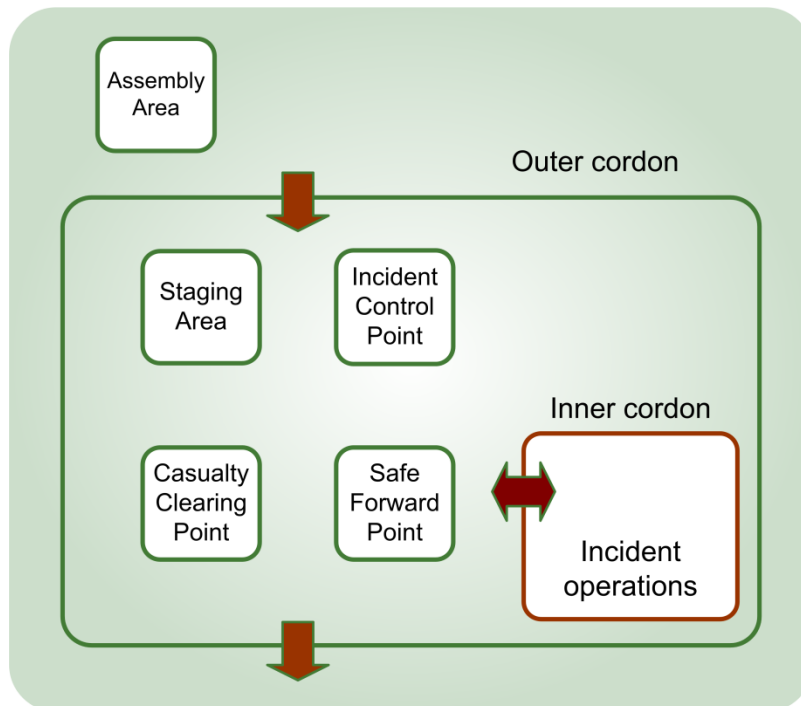 Assembly
Area
Outer cordon
Staging
Area
Incident
Control
Point
Inner cordon
Casualty
Clearing
Point
Safe
Forward
Point
Incident
operations